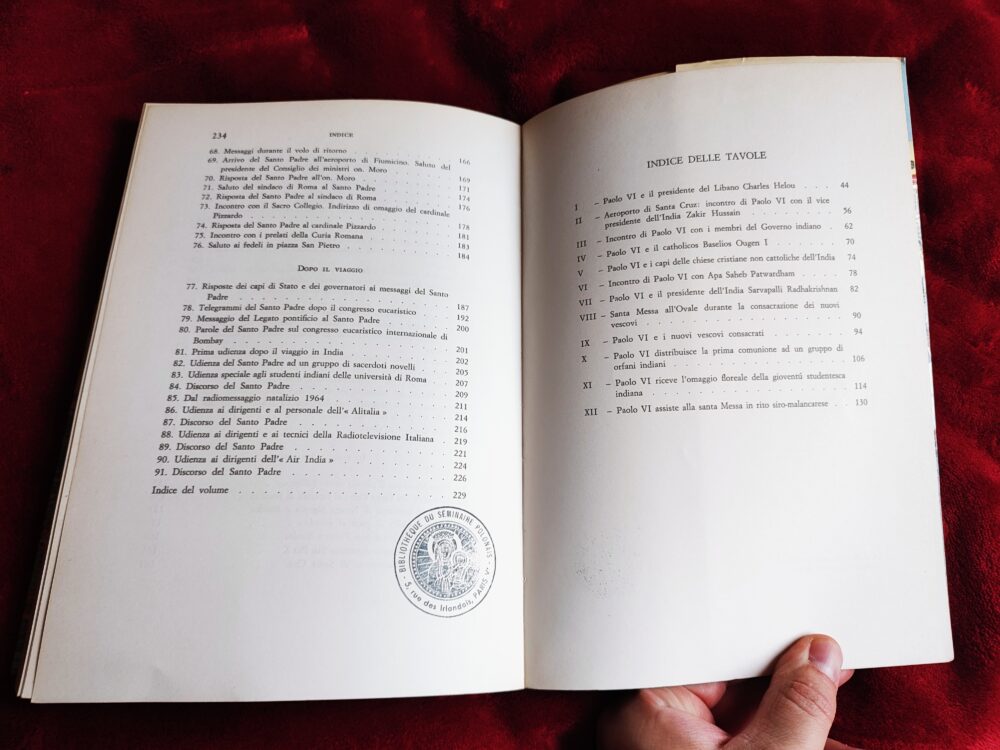 234 INDICE
68. Messaggi durante il volo di ritorno . . . 166
69. Arrivo del Santo Padre all'aeroporto di Fiumicino. Saluto del
presidente del Consiglio dei ministri on. Moro . . . 169
70. Risposta del Santo Padre all'on. Moro . . . 171
71. Saluto del sindaco di Roma al Santo Padre . . . 174
72. Risposta del Santo Padre al sindaco di Roma . . . 176
73. Incontro con il Sacro Collegio. Indirizzo di omaggio del cardinale
Pizzardo . . . 178
74. Risposta del Santo Padre al cardinale Pizzardo . . . 181
75. Incontro con i prelati della Curia Romana . . . 183
76. Saluto ai fedeli in piazza San Pietro . . . 184
DOPO IL VIAGGIO
77. Risposte dei capi di Stato e dei governatori ai messaggi del Santo
Padre . . . 187
78. Telegrammi del Santo Padre dopo il congresso eucaristico . . . 192
79. Messaggio del Legato pontificio al Santo Padre . . . 200
80. Parole del Santo Padre sul congresso eucaristico internazionale di
Bombay . . . 201
81. Prima udienza dopo il viaggio in India . . .
82. Udienza del Santo Padre ad un gruppo di sacerdoti novelli . . . 205
83. Udienza speciale agli studenti indiani delle università di Roma . 207
84. Discorso del Santo Padre . . . 209
85. Dal radiomessaggio natalizio 1964 . . . 211
86. Udienza ai dirigenti e al personale dell'« Alitalia » . . . 214
87. Discorso del Santo Padre . . . 216
88. Udienza ai dirigenti e ai tecnici della Radiotelevisione Italiana . 219
89. Discorso del Santo Padre . . . 221
90. Udienza ai dirigenti dell'« Air India » . . . 224
91. Discorso del Santo Padre . . . 226
Indice del volume . . . 229
BIBLIOTHÈQUE DU SÉMINAIRE POLONAIS
5, rue des Irlandois, PARIS V
INDICE DELLE TAVOLE
I – Paolo VI e il presidente del Libano Charles Helou . . . 44
II – Aeroporto di Santa Cruz: incontro di Paolo VI con il vice
presidente dell'India Zakir Hussain . . . 56
III – Incontro di Paolo VI con i membri del Governo indiano . 62
IV – Paolo VI e il catholicos Baselios Ougen I . . . 70
V – Paolo VI e i capi delle chiese cristiane non cattoliche dell'India 74
VI – Incontro di Paolo VI con Apa Saheb Patwardham . . . 78
VII – Paolo VI e il presidente dell'India Sarvapalli Radhakrishnan 82
VIII – Santa Messa all'Ovale durante la consacrazione dei nuovi
vescovi . . . 90
IX – Paolo VI e i nuovi vescovi consacrati . . . 94
X – Paolo VI distribuisce la prima comunione ad un gruppo di
orfani indiani . . . 106
XI – Paolo VI riceve l'omaggio floreale della gioventù studentesca
indiana . . . 114
XII – Paolo VI assiste alla santa Messa in rito siro-malancarese . . 130